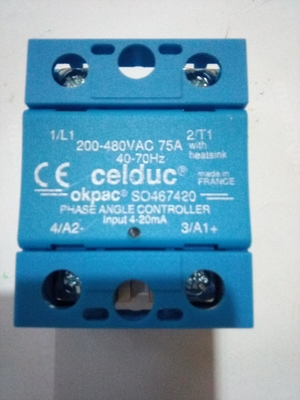 1/L1 2/T1
200-480VAC 75A with
40-70Hz heatsink
CE celduc® made in
FRANCE
okpac® SO467420
PHASE ANGLE CONTROLLER
Input 4-20mA
4/A2- 3/A1+